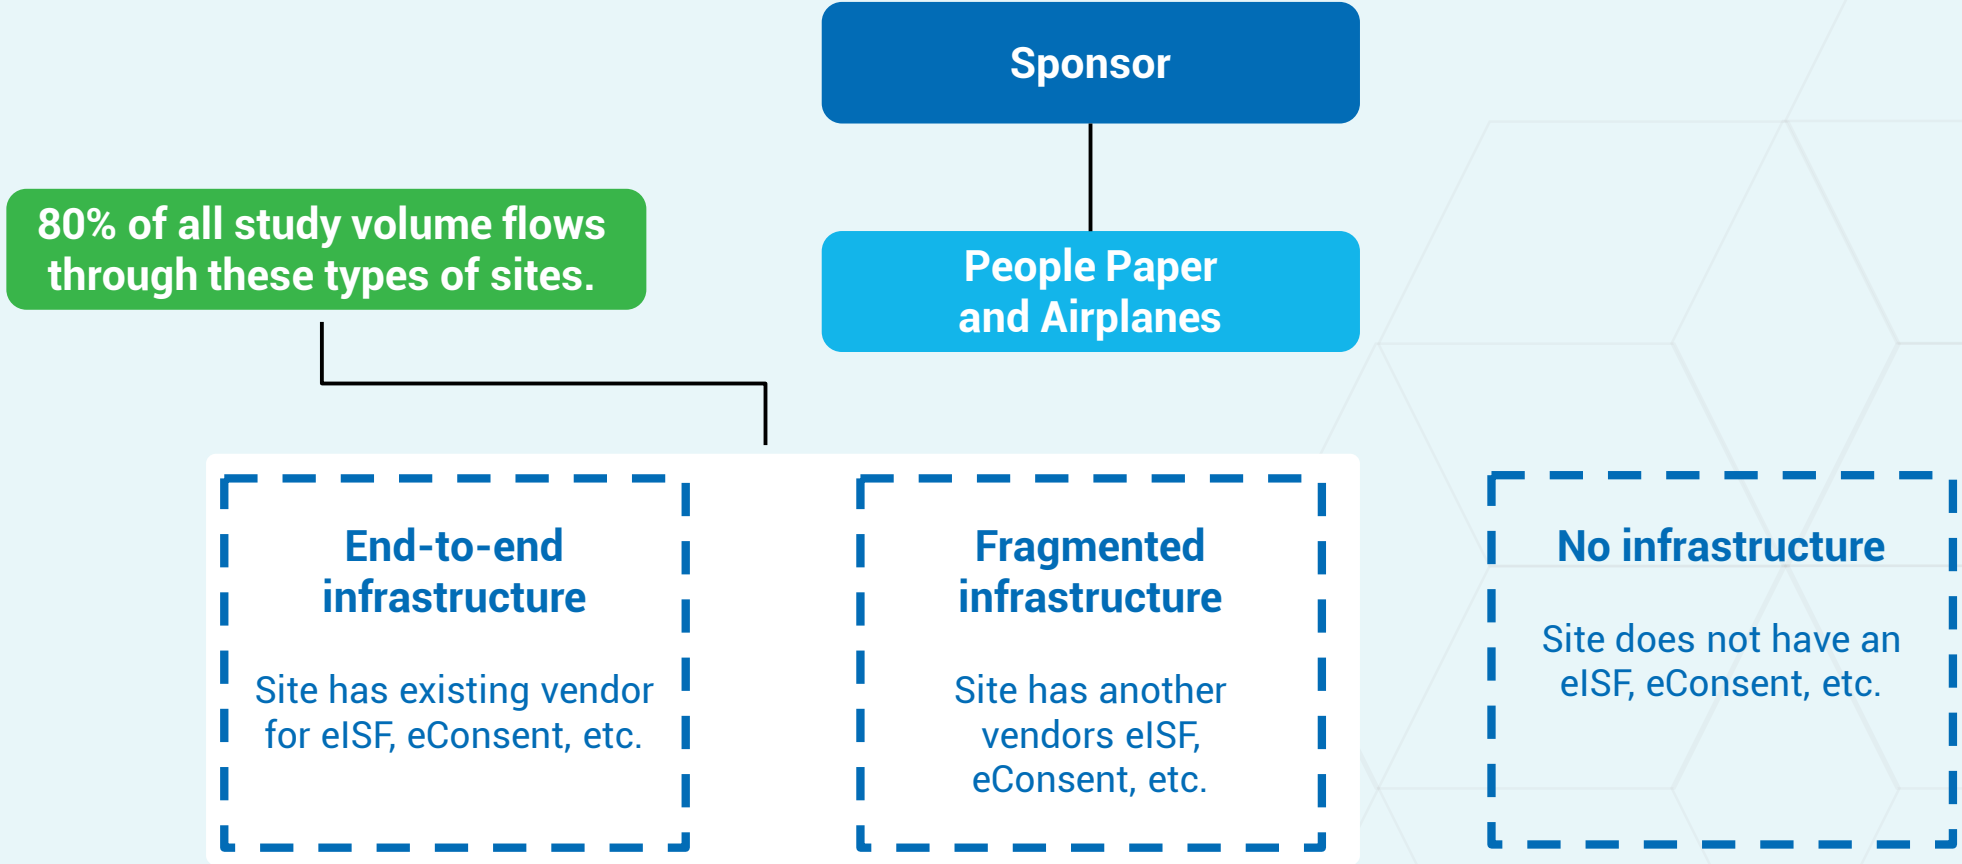 Sponsor
80% of all study volume flows
through these types of sites.
People Paper
and Airplanes
End-to-end
infrastructure
Site has existing vendor
for eISF, eConsent, etc.
Fragmented
infrastructure
Site has another
vendors eISF,
eConsent, etc.
No infrastructure
Site does not have an
eISF, eConsent, etc.